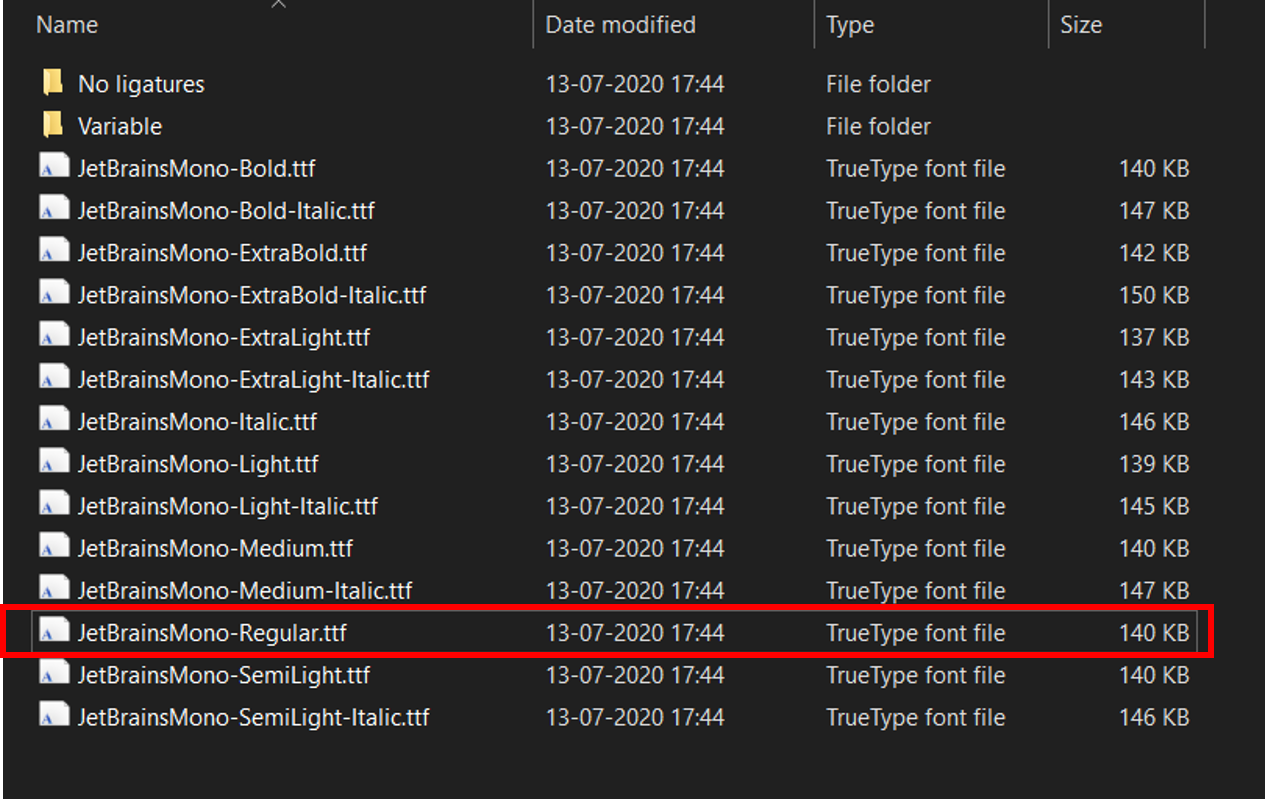 Name Date modified Type Size
No ligatures 13-07-2020 17:44 File folder
Variable 13-07-2020 17:44 File folder
JetBrainsMono-Bold.ttf 13-07-2020 17:44 TrueType font file 140 KB
JetBrainsMono-Bold-Italic.ttf 13-07-2020 17:44 TrueType font file 147 KB
JetBrainsMono-ExtraBold.ttf 13-07-2020 17:44 TrueType font file 142 KB
JetBrainsMono-ExtraBold-Italic.ttf 13-07-2020 17:44 TrueType font file 150 KB
JetBrainsMono-ExtraLight.ttf 13-07-2020 17:44 TrueType font file 137 KB
JetBrainsMono-ExtraLight-Italic.ttf 13-07-2020 17:44 TrueType font file 143 KB
JetBrainsMono-Italic.ttf 13-07-2020 17:44 TrueType font file 146 KB
JetBrainsMono-Light.ttf 13-07-2020 17:44 TrueType font file 139 KB
JetBrainsMono-Light-Italic.ttf 13-07-2020 17:44 TrueType font file 145 KB
JetBrainsMono-Medium.ttf 13-07-2020 17:44 TrueType font file 140 KB
JetBrainsMono-Medium-Italic.ttf 13-07-2020 17:44 TrueType font file 147 KB
JetBrainsMono-Regular.ttf 13-07-2020 17:44 TrueType font file 140 KB
JetBrainsMono-SemiLight.ttf 13-07-2020 17:44 TrueType font file 140 KB
JetBrainsMono-SemiLight-Italic.ttf 13-07-2020 17:44 TrueType font file 146 KB